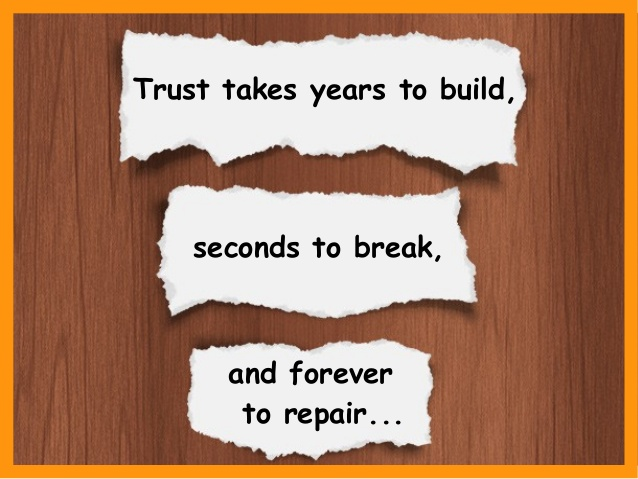 Trust takes years to build,
seconds to break,
and forever
to repair...